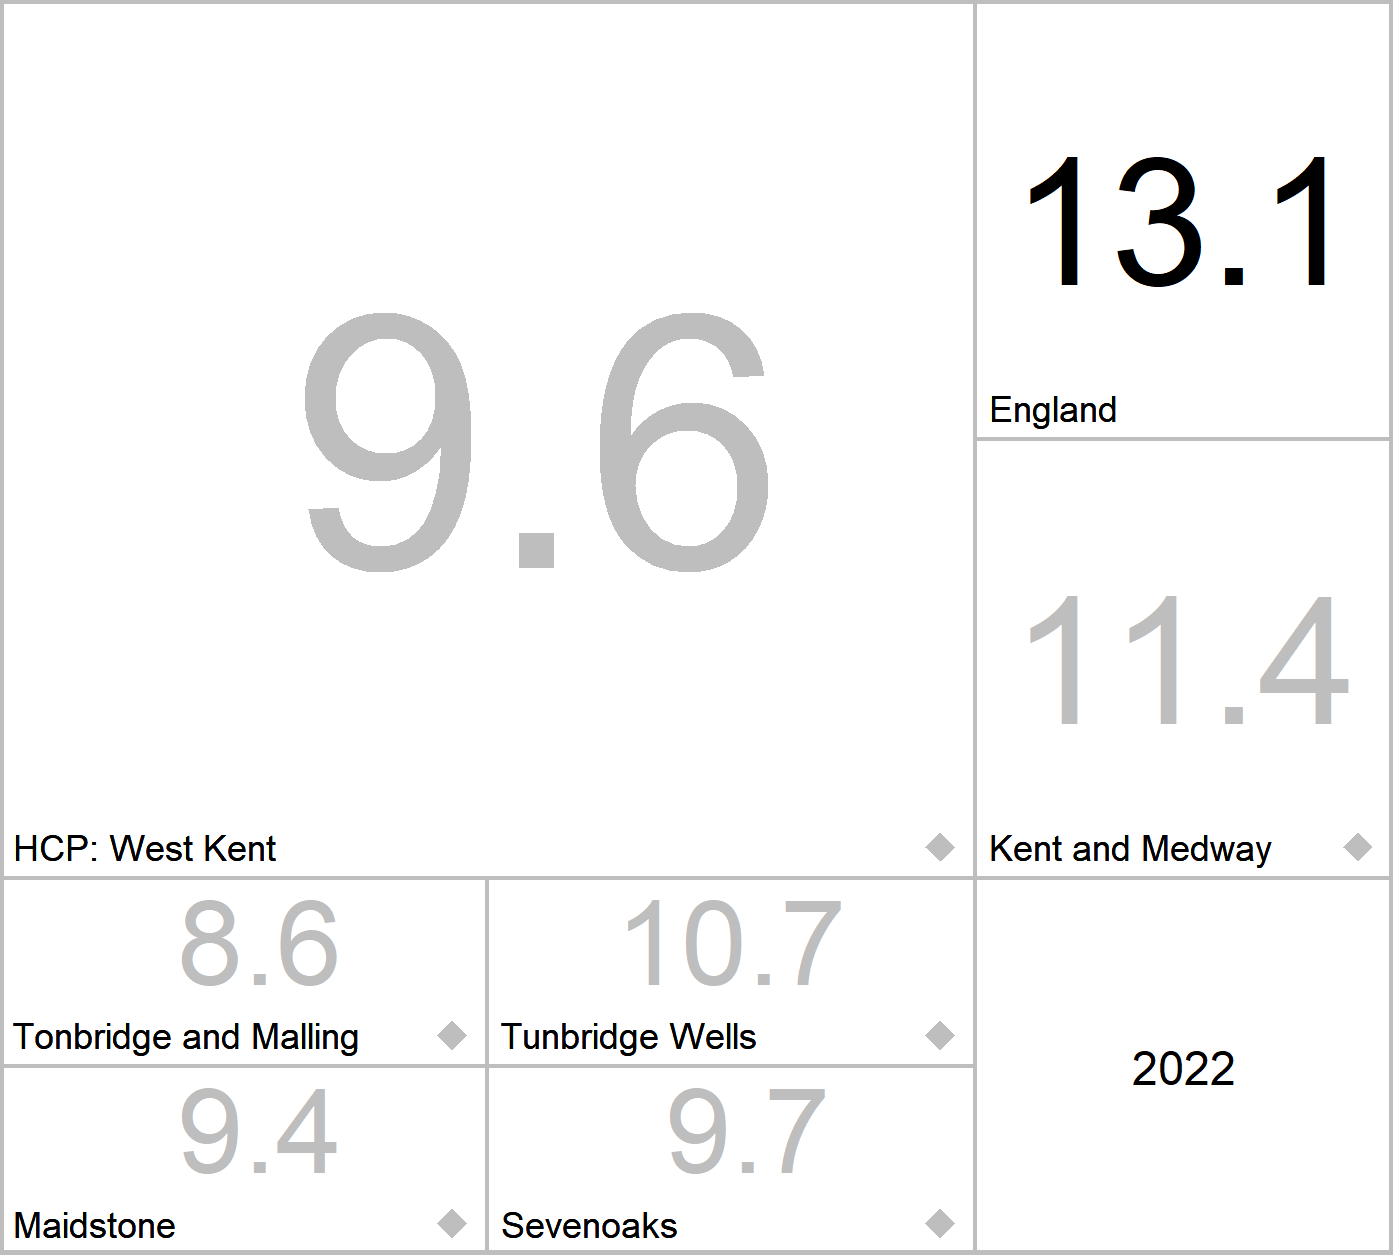 9.6
HCP: West Kent
13.1
England
11.4
Kent and Medway
8.6
Tonbridge and Malling
10.7
Tunbridge Wells
9.4
Maidstone
9.7
Sevenoaks
2022